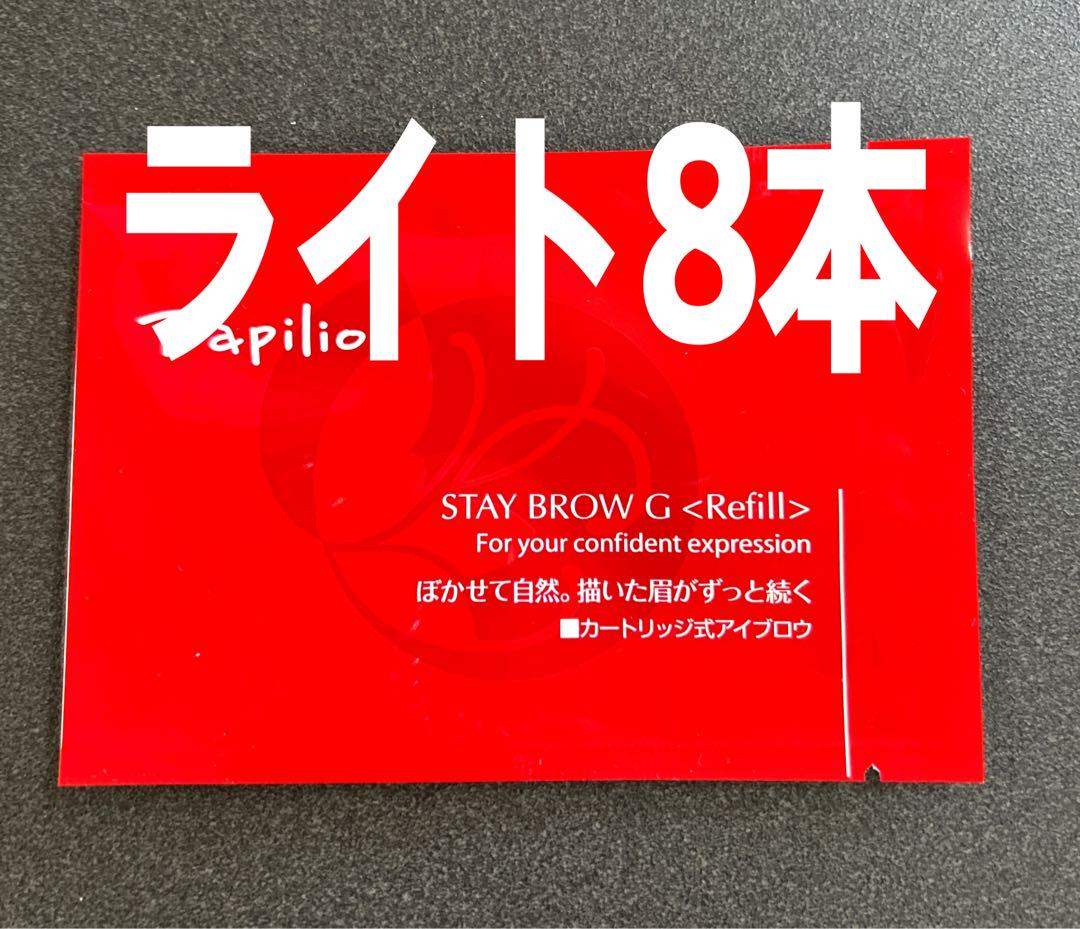 ライト8本
Papilio
STAY BROW G <Refill>
For your confident expression
ぼかせて自然。描いた眉がずっと続く
■カートリッジ式アイブロウ